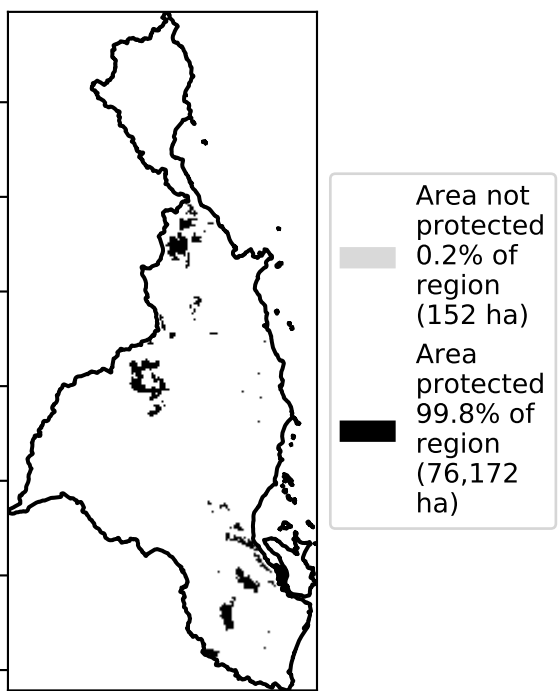 Area not
protected
0.2% of
region
(152 ha)
Area
protected
99.8% of
region
(76,172
ha)